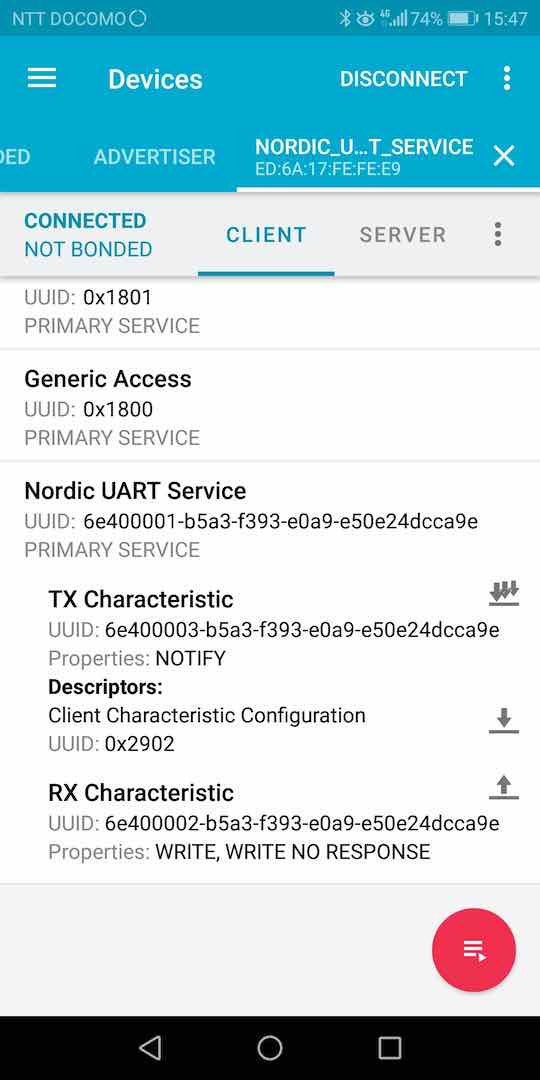 NTT DOCOMO 4G 74% 15:47
Devices DISCONNECT
DED ADVERTISER NORDIC_U...T_SERVICE
ED:6A:17:FE:FE:E9
CONNECTED
NOT BONDED
CLIENT SERVER
UUID: 0x1801
PRIMARY SERVICE
Generic Access
UUID: 0x1800
PRIMARY SERVICE
Nordic UART Service
UUID: 6e400001-b5a3-f393-e0a9-e50e24dcca9e
PRIMARY SERVICE
TX Characteristic
UUID: 6e400003-b5a3-f393-e0a9-e50e24dcca9e
Properties: NOTIFY
Descriptors:
Client Characteristic Configuration
UUID: 0x2902
RX Characteristic
UUID: 6e400002-b5a3-f393-e0a9-e50e24dcca9e
Properties: WRITE, WRITE NO RESPONSE